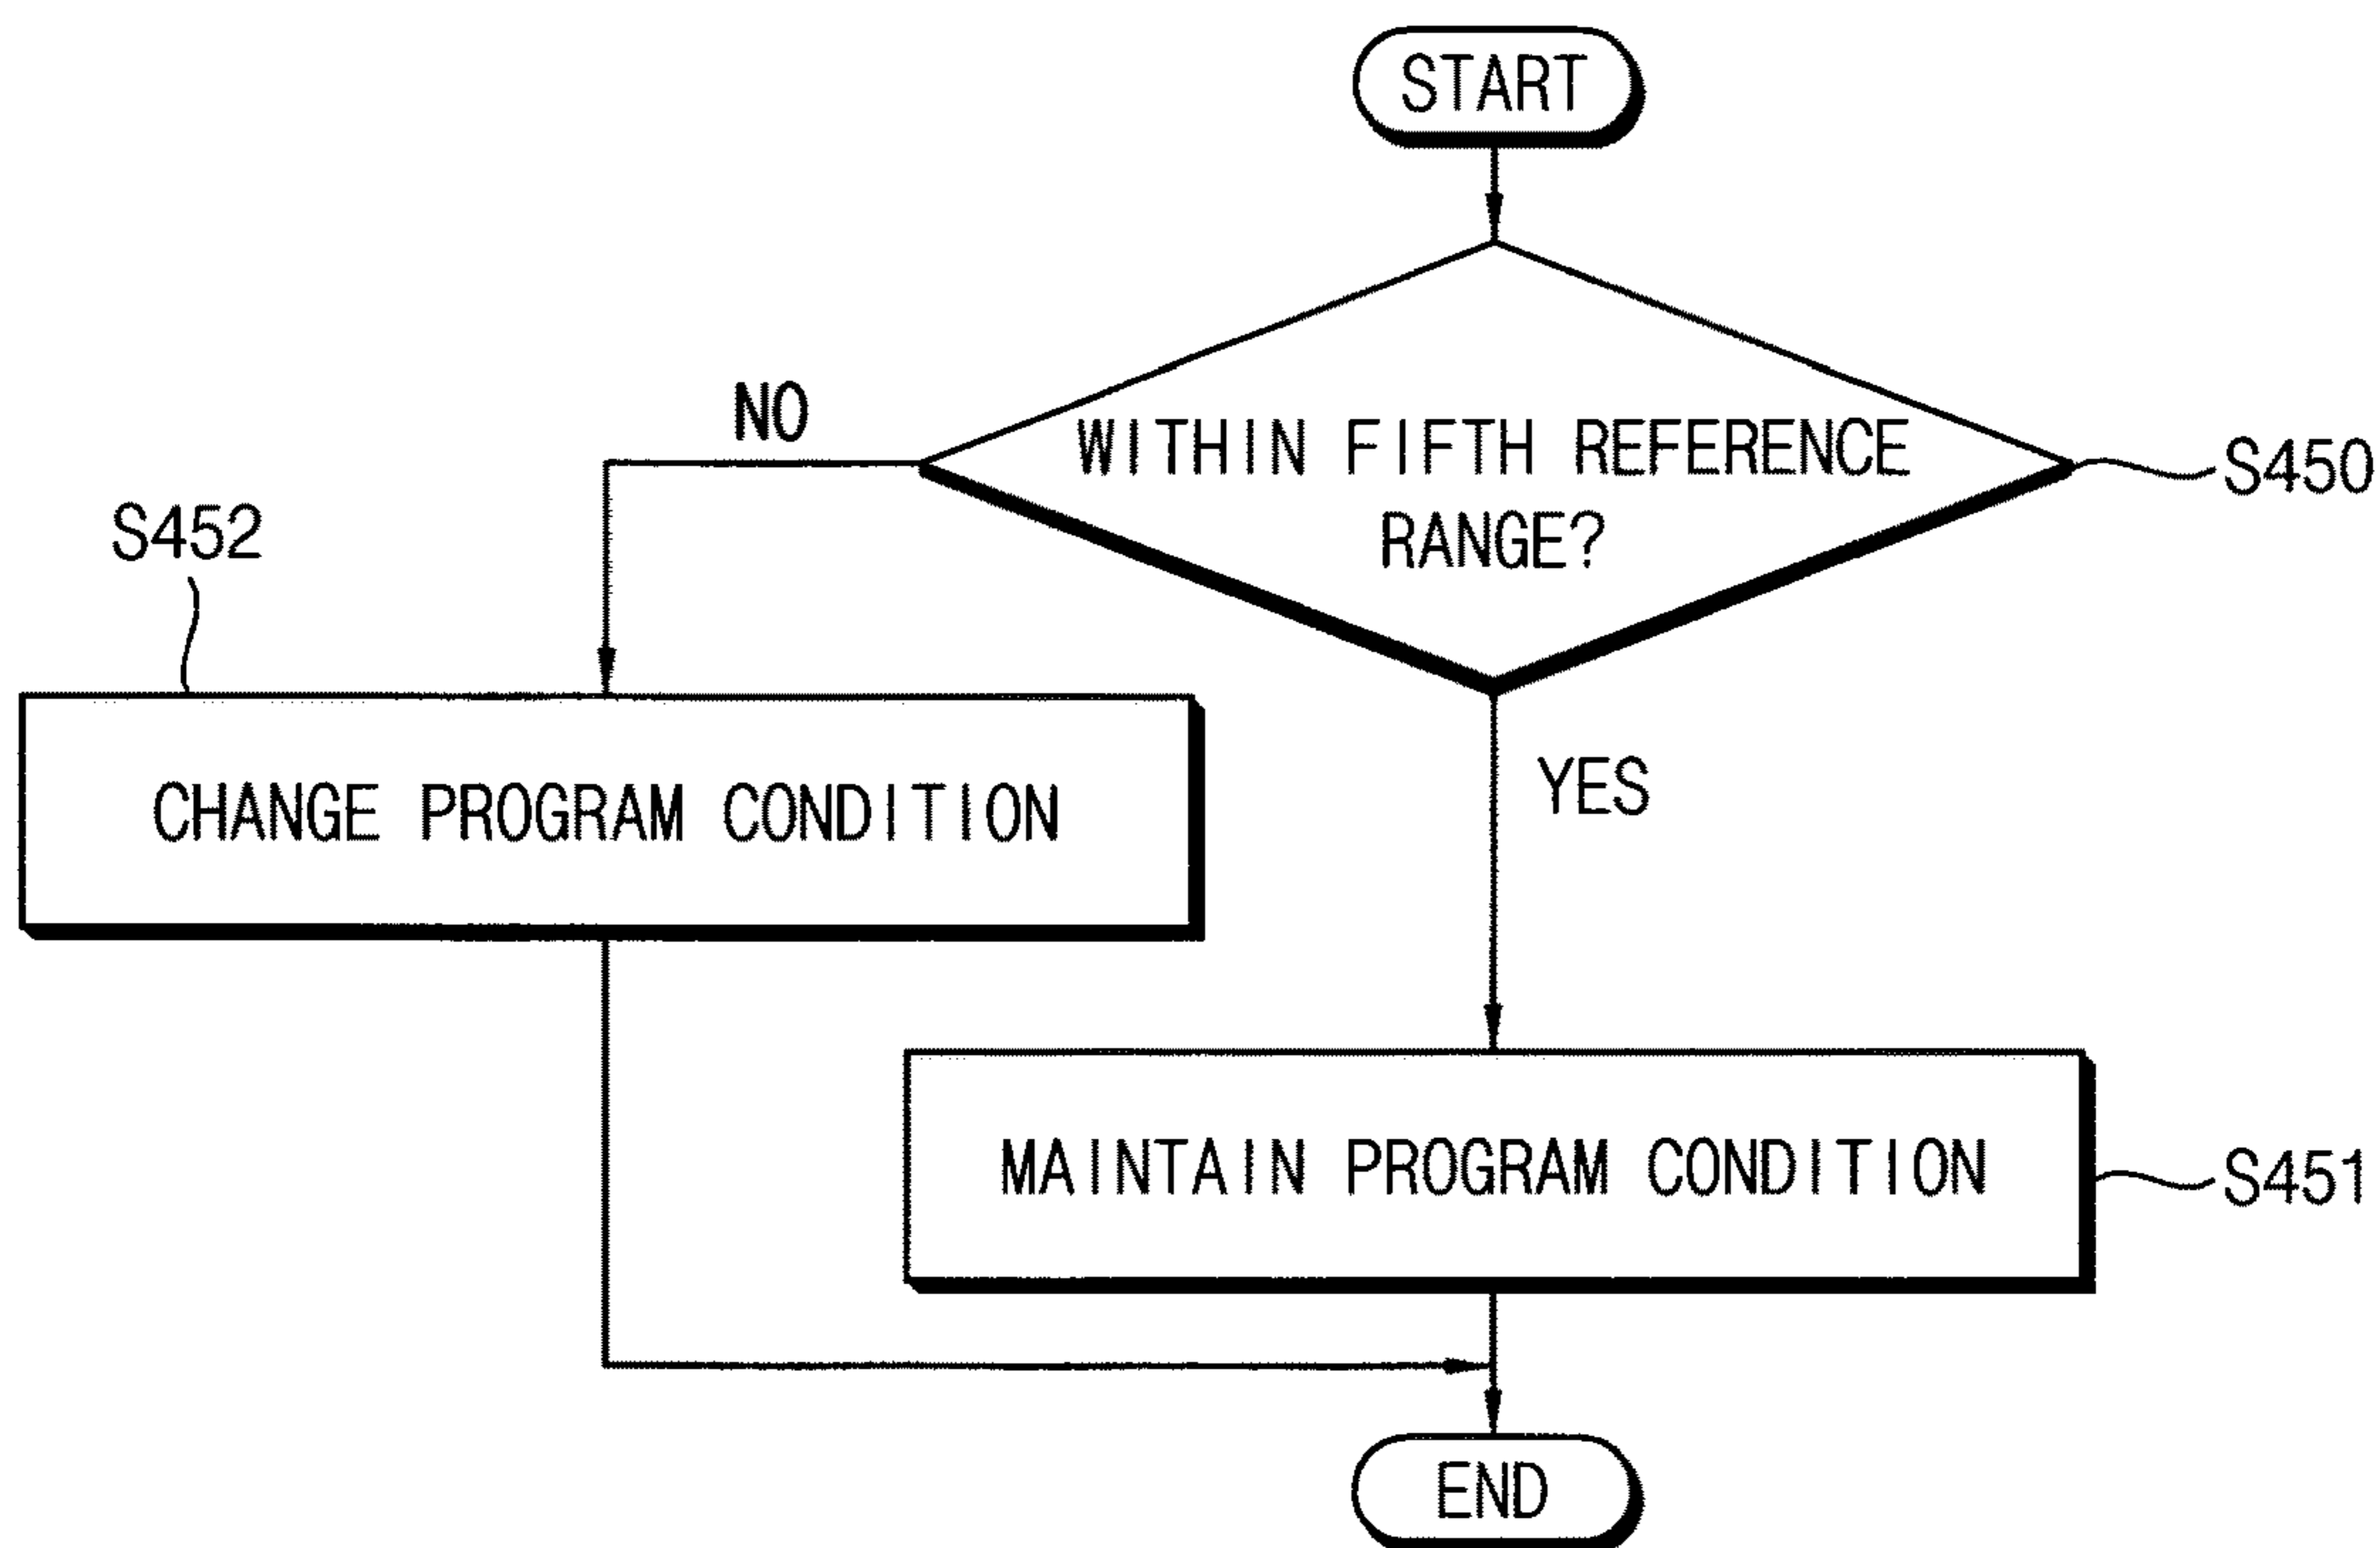 START
NO
WITHIN FIFTH REFERENCE
RANGE?
S450
S452
CHANGE PROGRAM CONDITION
YES
MAINTAIN PROGRAM CONDITION
S451
END